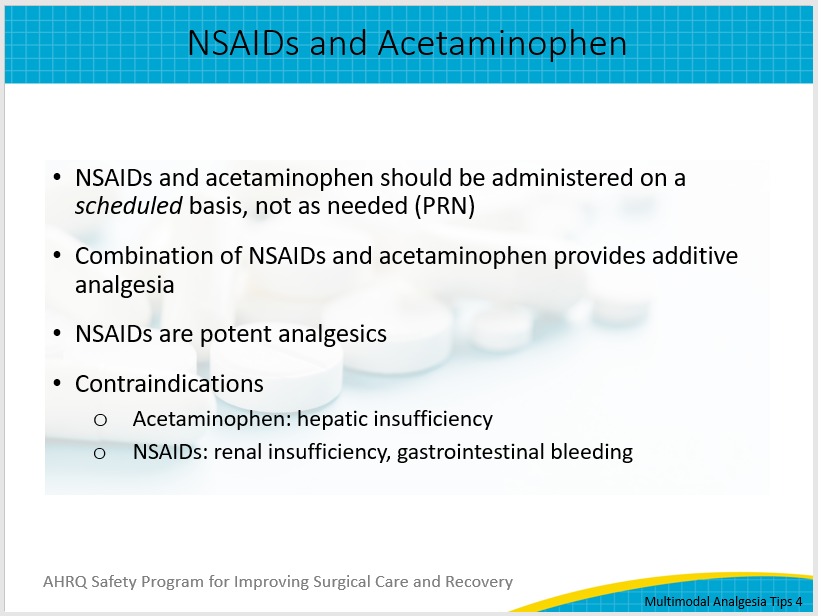 NSAIDs and Acetaminophen
• NSAIDs and acetaminophen should be administered on a
scheduled basis, not as needed (PRN)
• Combination of NSAIDs and acetaminophen provides additive
analgesia
• NSAIDs are potent analgesics
• Contraindications
o Acetaminophen: hepatic insufficiency
o NSAIDs: renal insufficiency, gastrointestinal bleeding
AHRQ Safety Program for Improving Surgical Care and Recovery
Multimodal Analgesia Tips 4